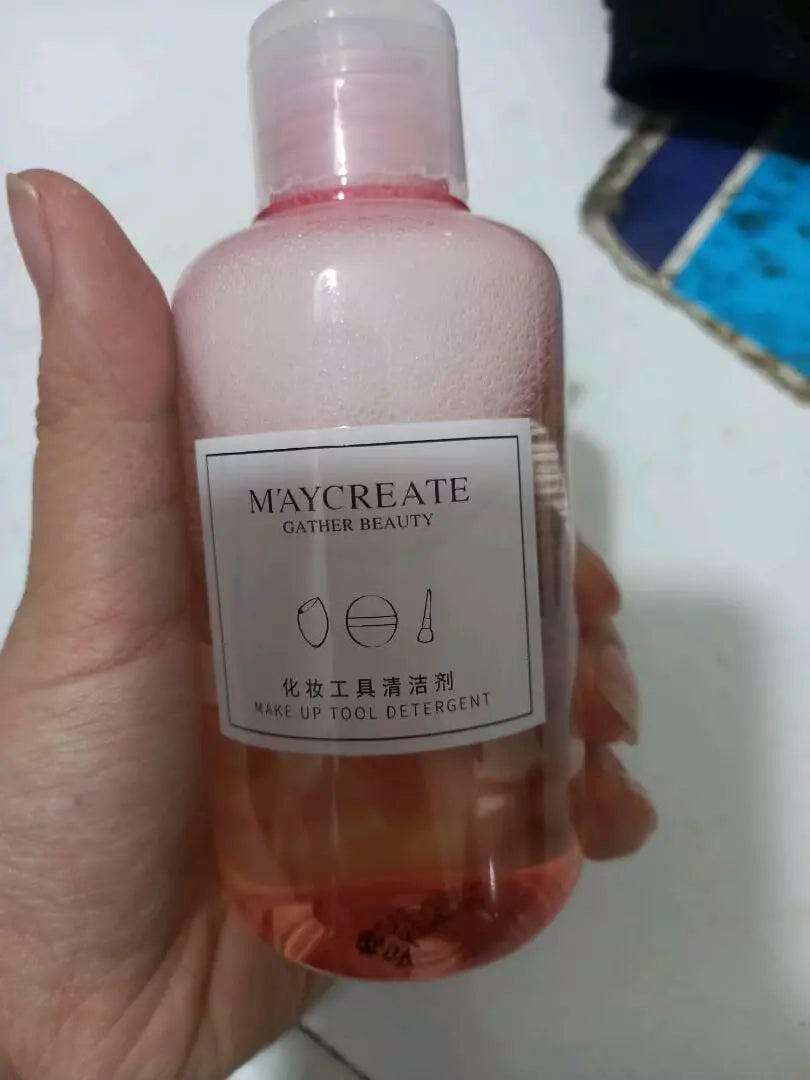 M'AYCREATE
GATHER BEAUTY
化妆工具清洁剂
MAKE UP TOOL DETERGENT